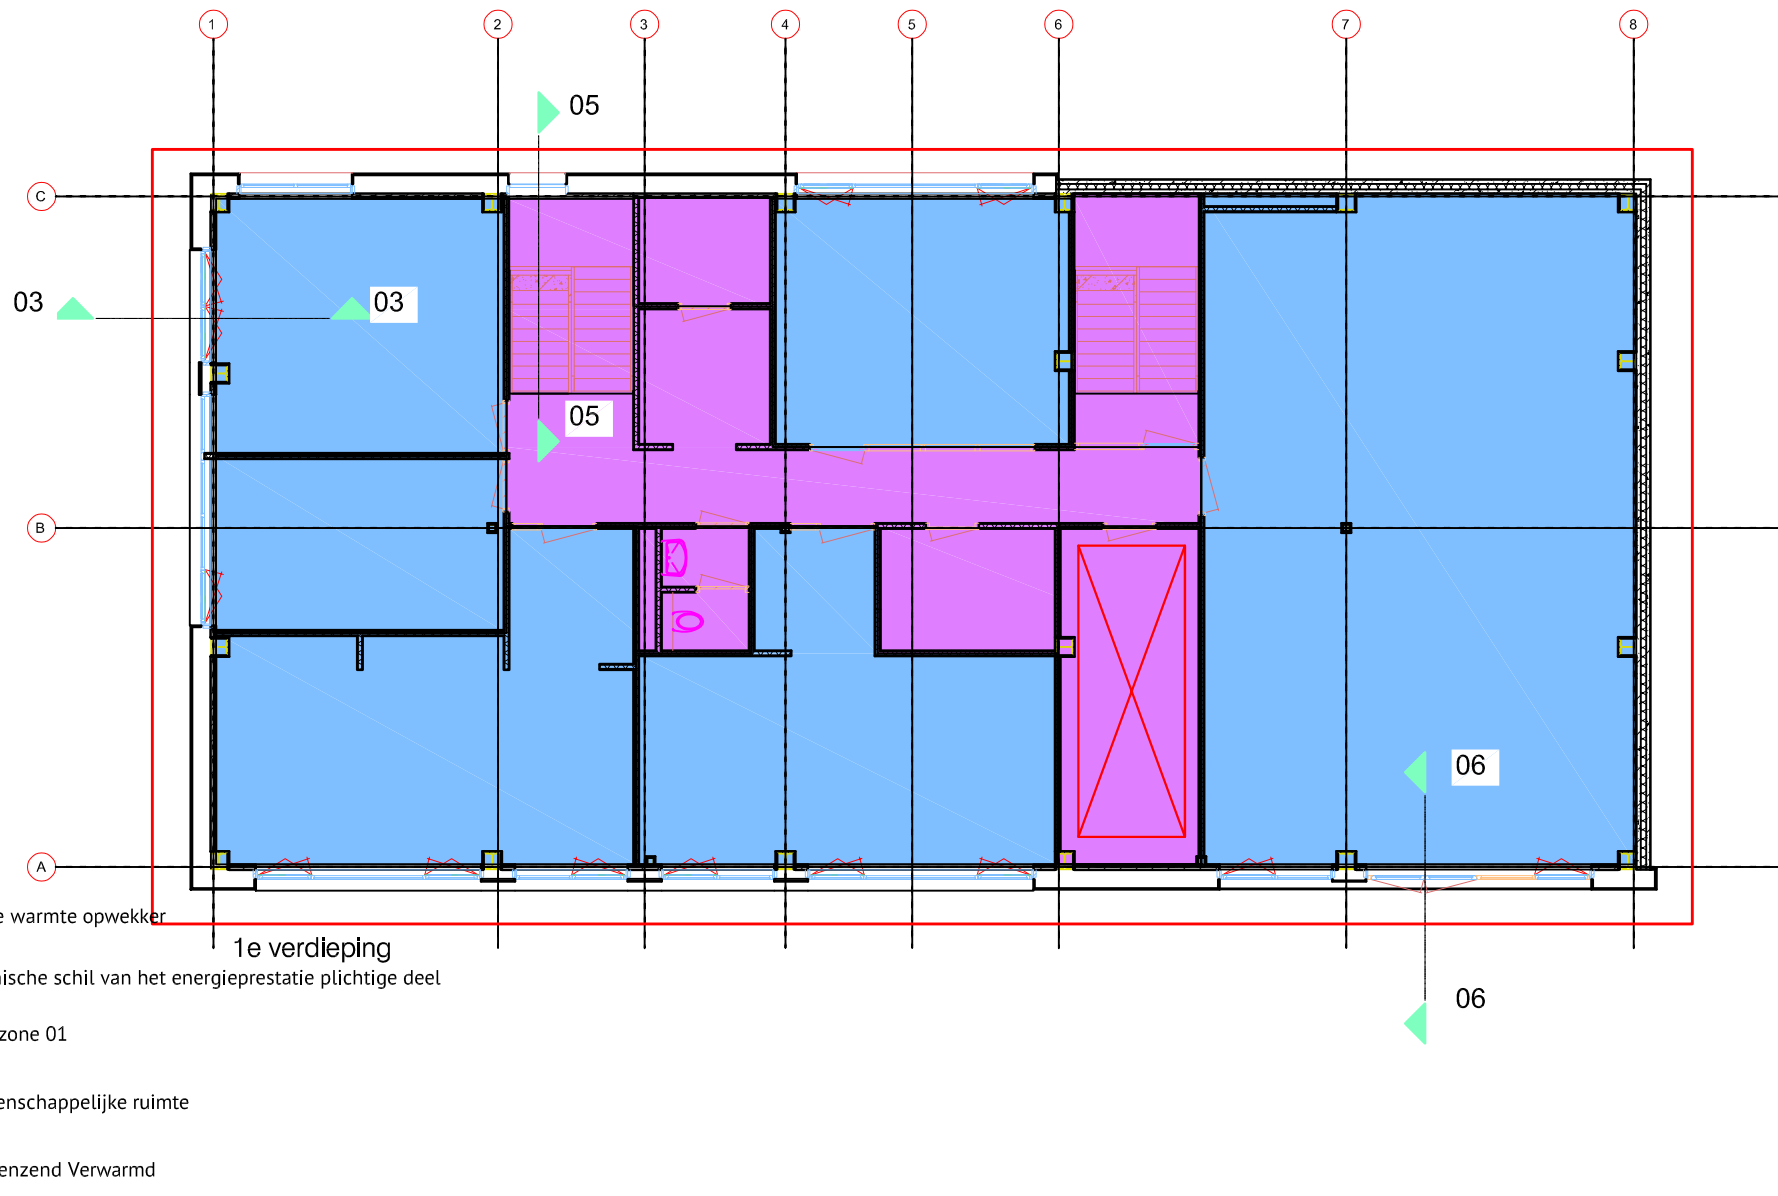 1 2 3 4 5 6 7 8
05
C
03 03
05
B
06
A
e warmte opwekker
1e verdieping
ische schil van het energieprestatie plichtige deel
06
zone 01
enschappelijke ruimte
enzend Verwarmd